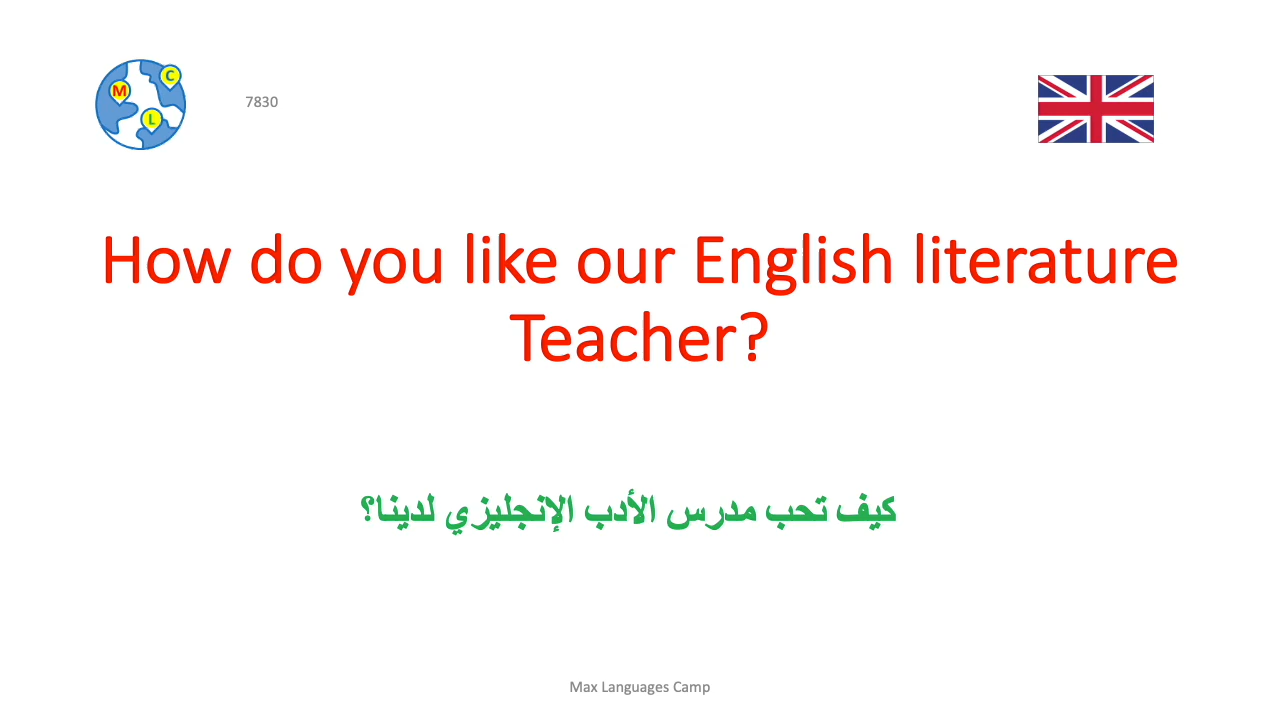 M
C
L
7830
How do you like our English literature
Teacher?
كيف تحب مدرس الأدب الإنجليزي لدينا؟
Max Languages Camp